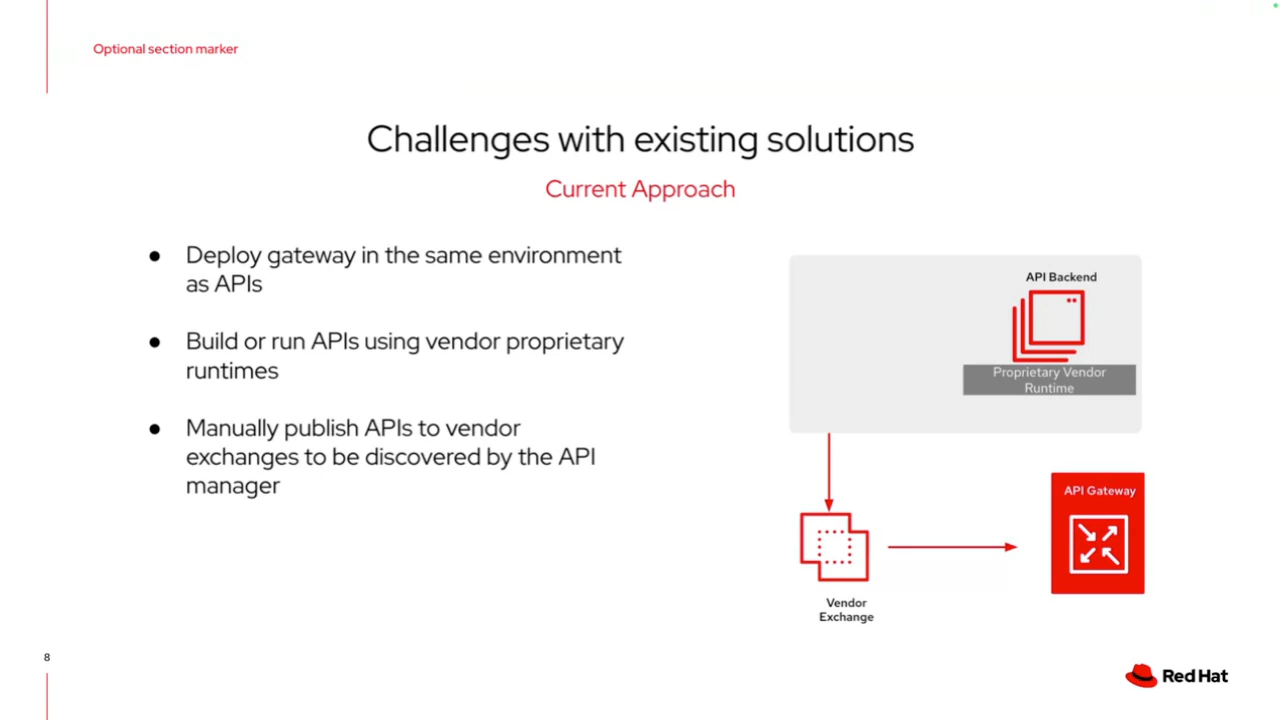 Optional section marker
Challenges with existing solutions
Current Approach
● Deploy gateway in the same environment
as APIs
● Build or run APIs using vendor proprietary
runtimes
● Manually publish APIs to vendor
exchanges to be discovered by the API
manager
API Backend
Proprietary Vendor
Runtime
API Gateway
Vendor
Exchange
8
Red Hat